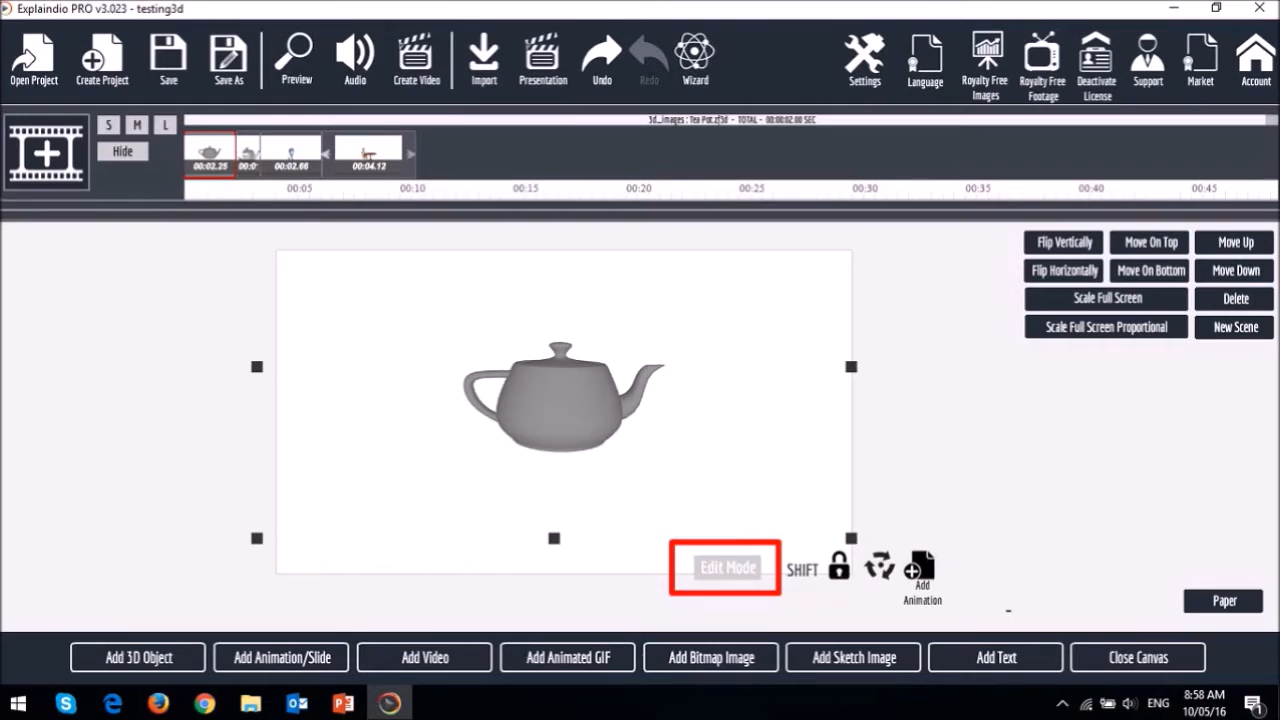 Explaindio PRO v3.023 - testing3d
Open Project
Create Project
Save
Save As
Preview
Audio
Create Video
Import
Presentation
Undo
Redo
Wizard
Settings
Language
Royalty Free
Images
Royalty Free
Footage
Deactivate
License
Support
Market
Account
S M L
Hide
3d_images : Tea Pot.zf3d - TOTAL - 00:00:02.00 SEC
00:02.25
00:02.66
00:04.12
00:05 00:10 00:15 00:20 00:25 00:30 00:35 00:40 00:45
Flip Vertically Move On Top Move Up
Flip Horizontally Move On Bottom Move Down
Scale Full Screen Delete
Scale Full Screen Proportional New Scene
Edit Mode SHIFT
Add
Animation
Paper
Add 3D Object Add Animation/Slide Add Video Add Animated GIF Add Bitmap Image Add Sketch Image Add Text Close Canvas
ENG
8:58 AM
10/05/16
1